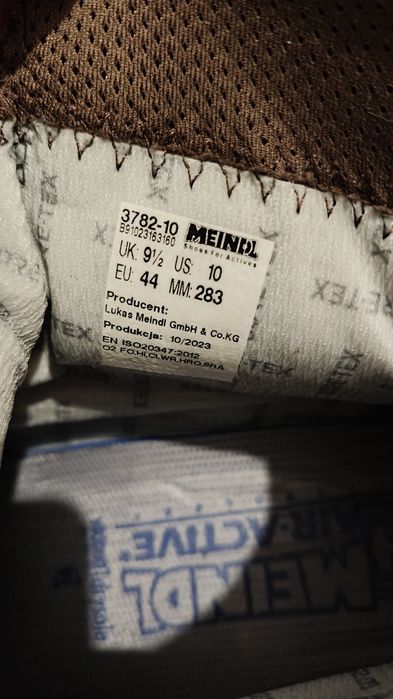 3782-10
B91023163160
MEINDL
Shoes For Actives
UK: 9½ US: 10
EU: 44 MM: 283
Producent:
Lukas Meindl GmbH & Co.KG
Produkcja: 10/2023
EN ISO20347:2012
O2 FO,HI,CI,WR,HRO,SRA
AIR-ACTIVE®
MEINDL